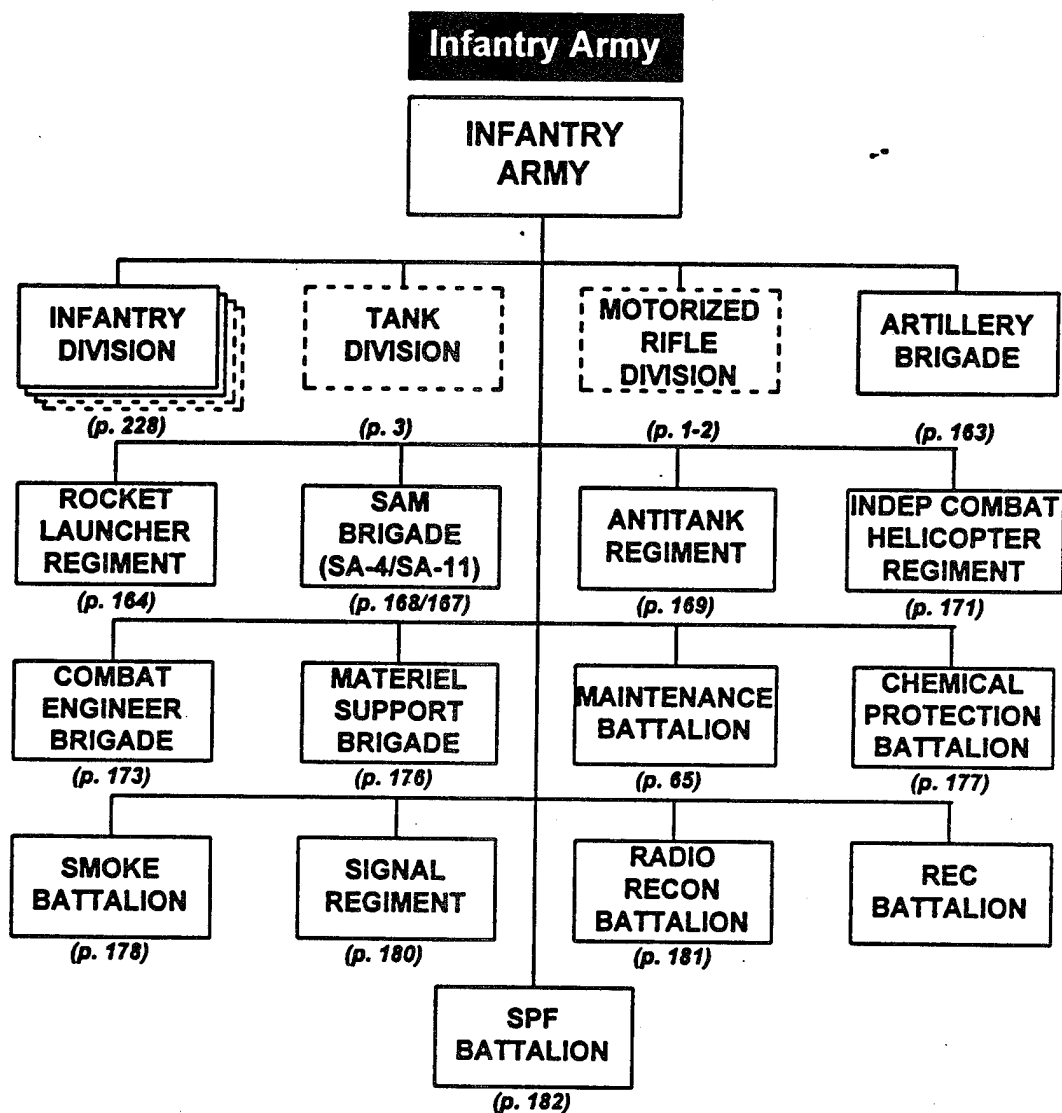 Infantry Army
INFANTRY
ARMY
INFANTRY
DIVISION
(p. 228)
TANK
DIVISION
(p. 3)
MOTORIZED
RIFLE
DIVISION
(p. 1-2)
ARTILLERY
BRIGADE
(p. 163)
ROCKET
LAUNCHER
REGIMENT
(p. 164)
SAM
BRIGADE
(SA-4/SA-11)
(p. 168/167)
ANTITANK
REGIMENT
(p. 169)
INDEP COMBAT
HELICOPTER
REGIMENT
(p. 171)
COMBAT
ENGINEER
BRIGADE
(p. 173)
MATERIEL
SUPPORT
BRIGADE
(p. 176)
MAINTENANCE
BATTALION
(p. 65)
CHEMICAL
PROTECTION
BATTALION
(p. 177)
SMOKE
BATTALION
(p. 178)
SIGNAL
REGIMENT
(p. 180)
RADIO
RECON
BATTALION
(p. 181)
REC
BATTALION
SPF
BATTALION
(p. 182)